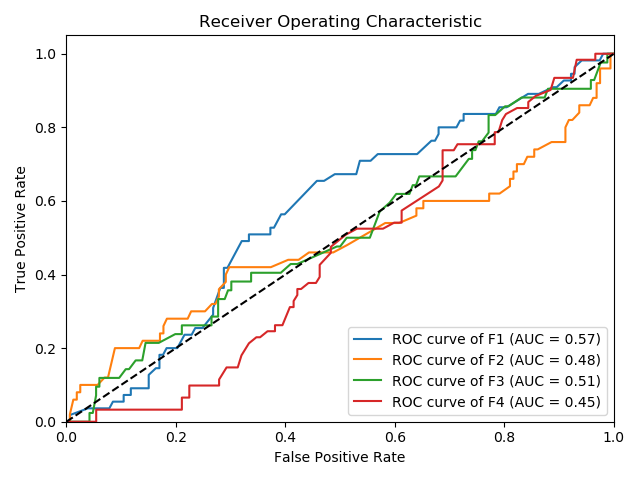 Receiver Operating Characteristic
True Positive Rate
1.0
0.8
0.6
0.4
0.2
0.0
ROC curve of F1 (AUC = 0.57)
ROC curve of F2 (AUC = 0.48)
ROC curve of F3 (AUC = 0.51)
ROC curve of F4 (AUC = 0.45)
0.0 0.2 0.4 0.6 0.8 1.0
False Positive Rate